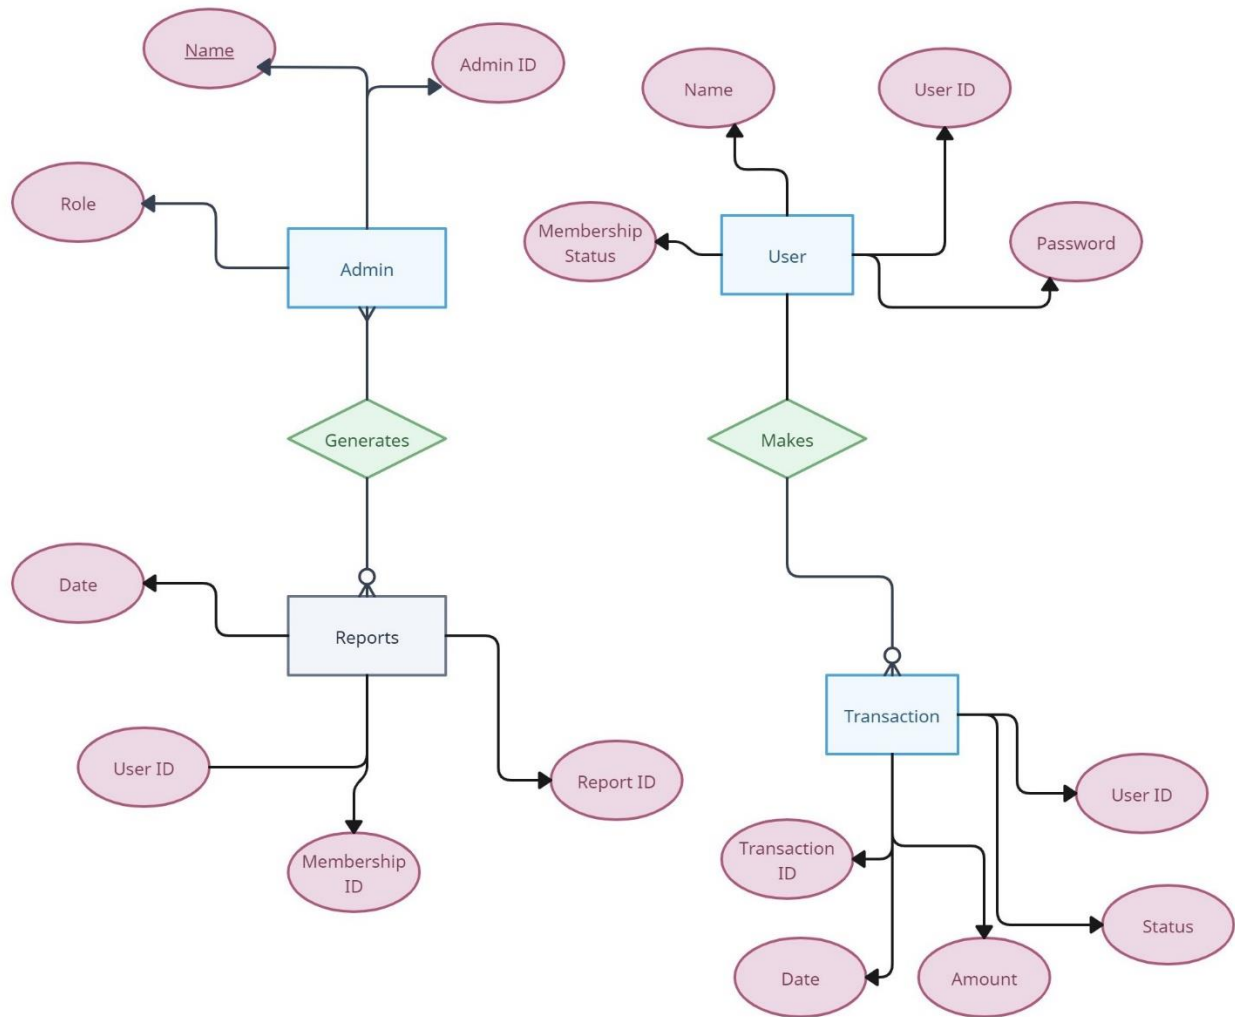 Name
Admin ID
Role
Admin
Name
User ID
Membership
Status
User
Password
Generates
Makes
Date
Reports
User ID
Report ID
Membership
ID
Transaction
User ID
Transaction
ID
Status
Date
Amount